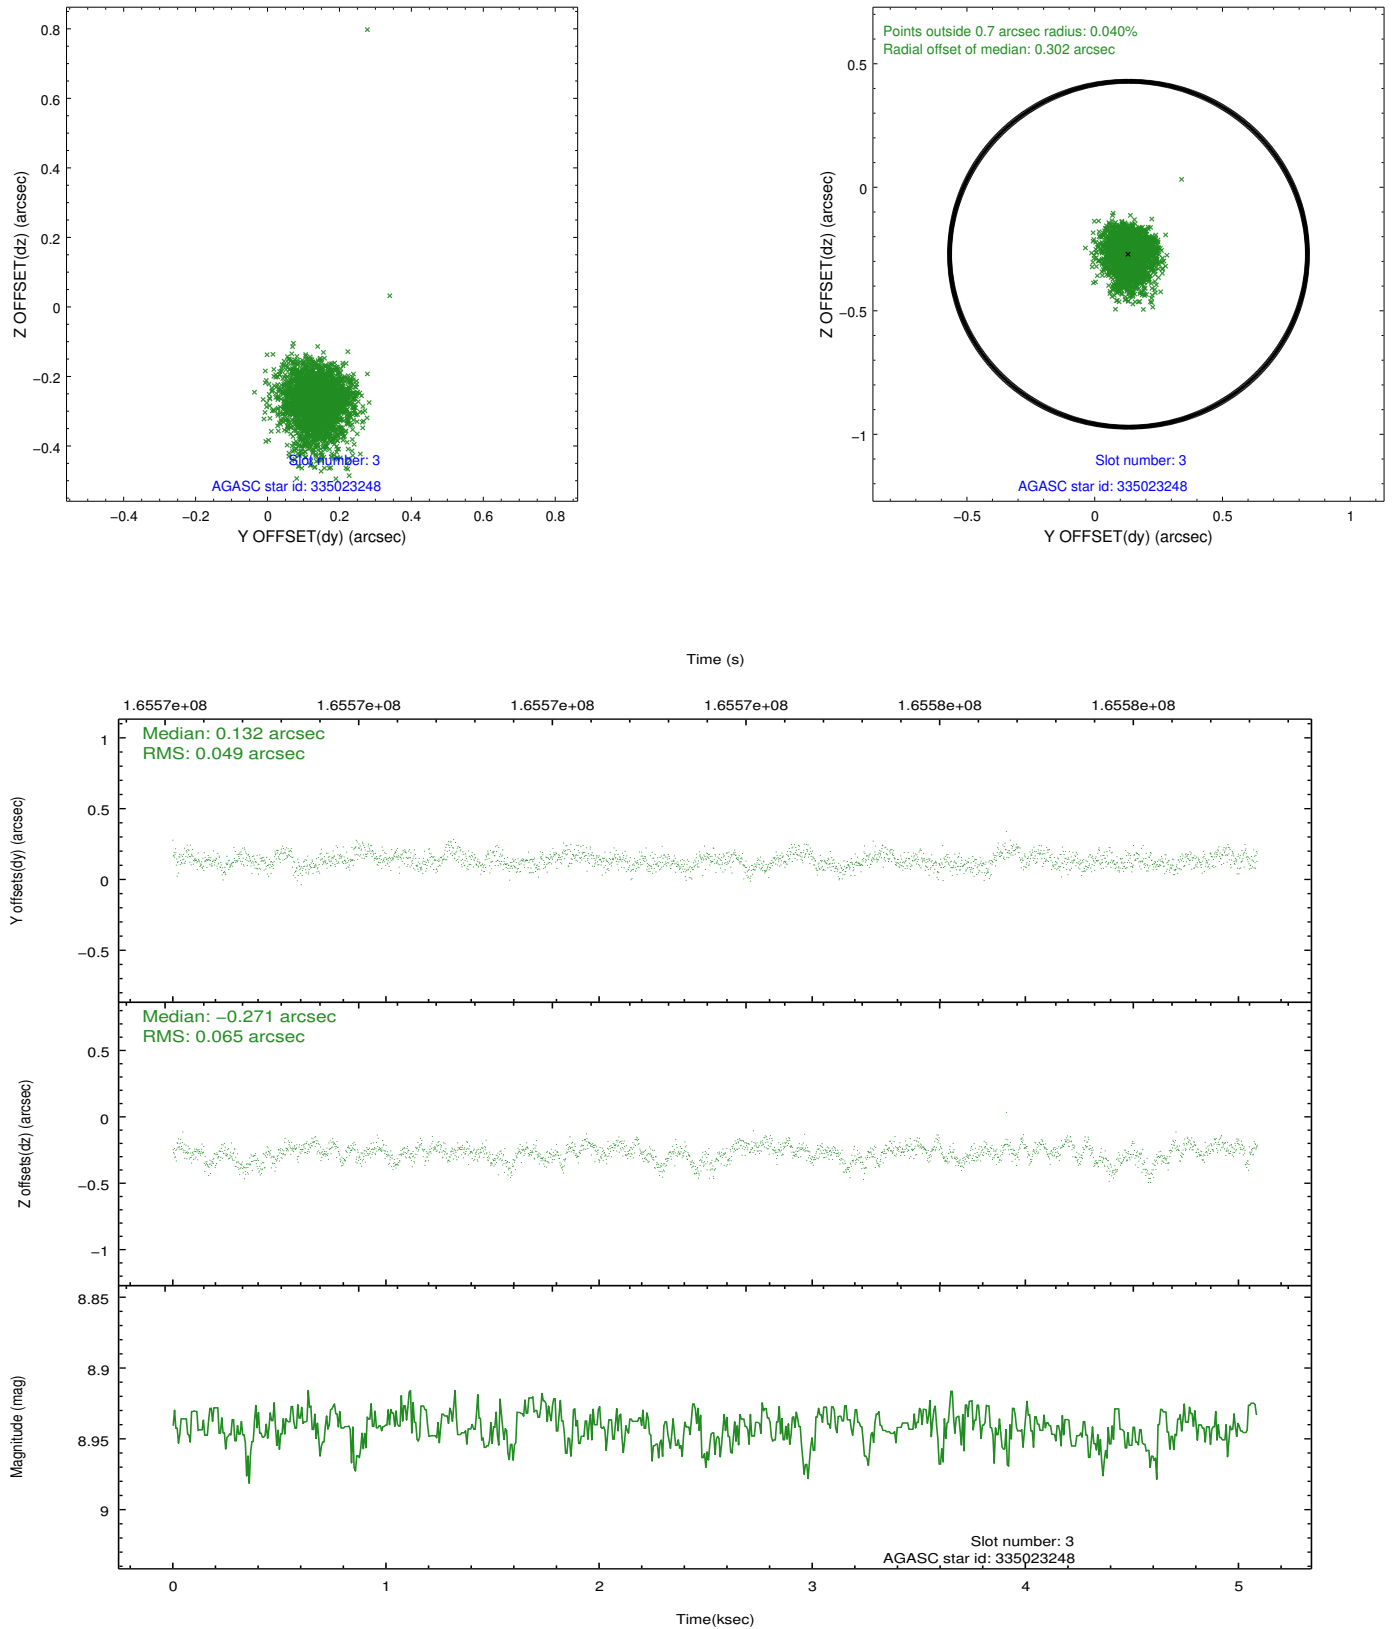 0.8
0.6
0.4
0.2
0
−0.2
−0.4
Z OFFSET(dz) (arcsec)
Slot number: 3
AGASC star id: 335023248
−0.4 −0.2 0 0.2 0.4 0.6 0.8
Y OFFSET(dy) (arcsec)
Points outside 0.7 arcsec radius: 0.040%
Radial offset of median: 0.302 arcsec
0.5
0
−0.5
−1
Z OFFSET(dz) (arcsec)
Slot number: 3
AGASC star id: 335023248
−0.5 0 0.5 1
Y OFFSET(dy) (arcsec)
Time (s)
1.6557e+08 1.6557e+08 1.6557e+08 1.6557e+08 1.6558e+08 1.6558e+08
Median: 0.132 arcsec
RMS: 0.049 arcsec
1
0.5
0
−0.5
Y offsets(dy) (arcsec)
Median: −0.271 arcsec
RMS: 0.065 arcsec
0.5
0
−0.5
−1
Z offsets(dz) (arcsec)
8.85
8.9
8.95
9
Magnitude (mag)
Slot number: 3
AGASC star id: 335023248
0 1 2 3 4 5
Time(ksec)